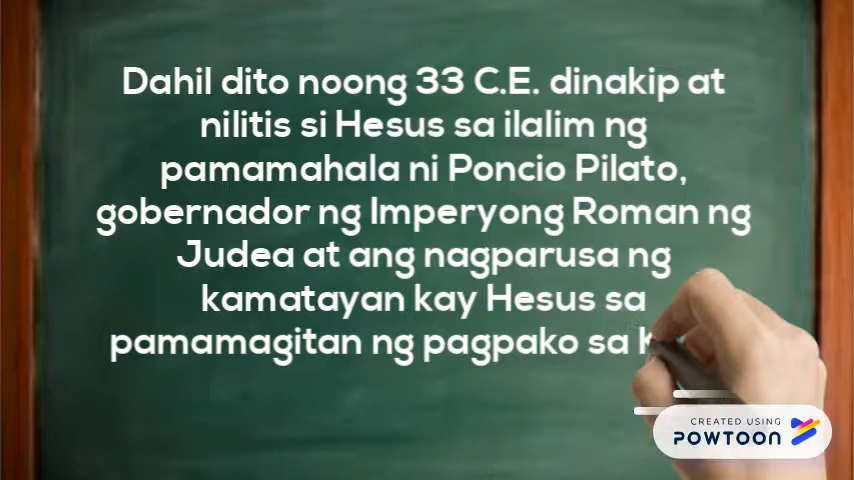 Dahil dito noong 33 C.E. dinakip at
nilitis si Hesus sa ilalim ng
pamamahala ni Poncio Pilato,
gobernador ng Imperyong Roman ng
Judea at ang nagparusa ng
kamatayan kay Hesus sa
pamamagitan ng pagpako sa
CREATED USING
POWTOON